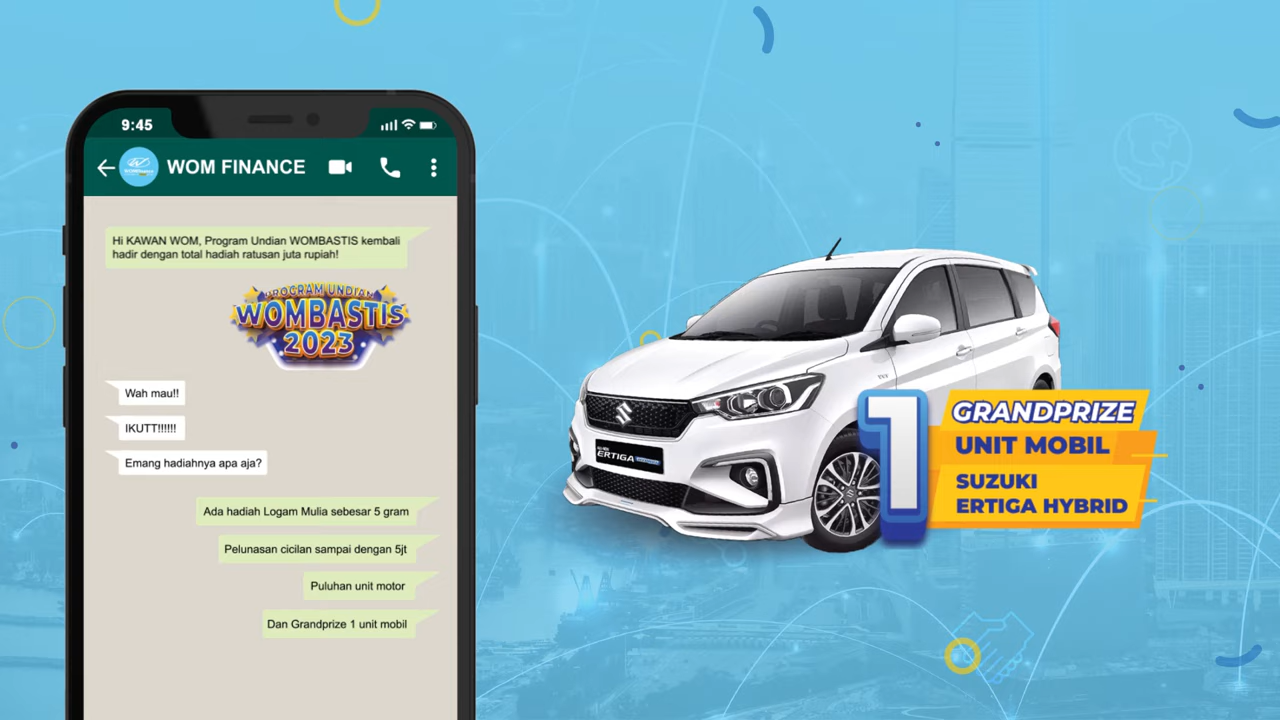 9:45
WOM FINANCE
Hi KAWAN WOM, Program Undian WOMBASTIS kembali
hadir dengan total hadiah ratusan juta rupiah!
PROGRAM UNDIAN
WOMBASTIS
2023
Wah mau!!
IKUTT!!!!!!
Emang hadiahnya apa aja?
Ada hadiah Logam Mulia sebesar 5 gram
Pelunasan cicilan sampai dengan 5jt
Puluhan unit motor
Dan Grandprize 1 unit mobil
ERTIGA
1
GRANDPRIZE
UNIT MOBIL
SUZUKI
ERTIGA HYBRID